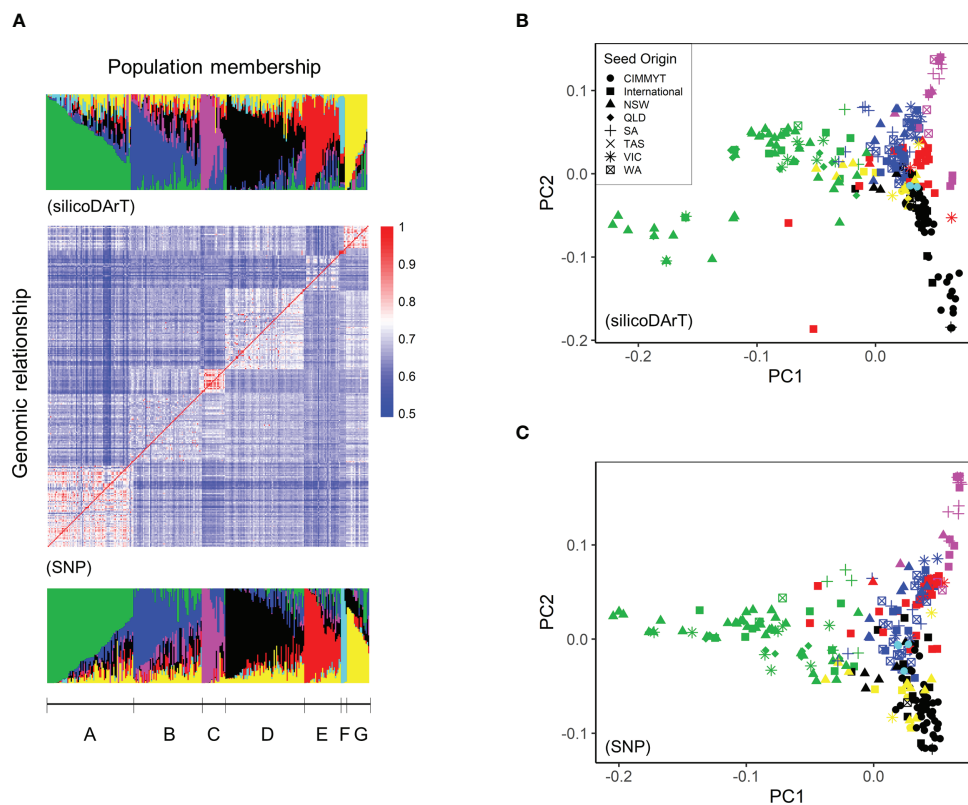 A
Population membership
(silicoDArT)
Genomic relationship
1
0.9
0.8
0.7
0.6
0.5
(SNP)
A B C D E F G
B
Seed Origin
CIMMYT
International
NSW
QLD
SA
TAS
VIC
WA
PC2
0.1
0.0
-0.1
-0.2
(silicoDArT)
-0.2 -0.1 0.0
PC1
C
PC2
0.1
0.0
-0.1
(SNP)
-0.2 -0.1 0.0
PC1